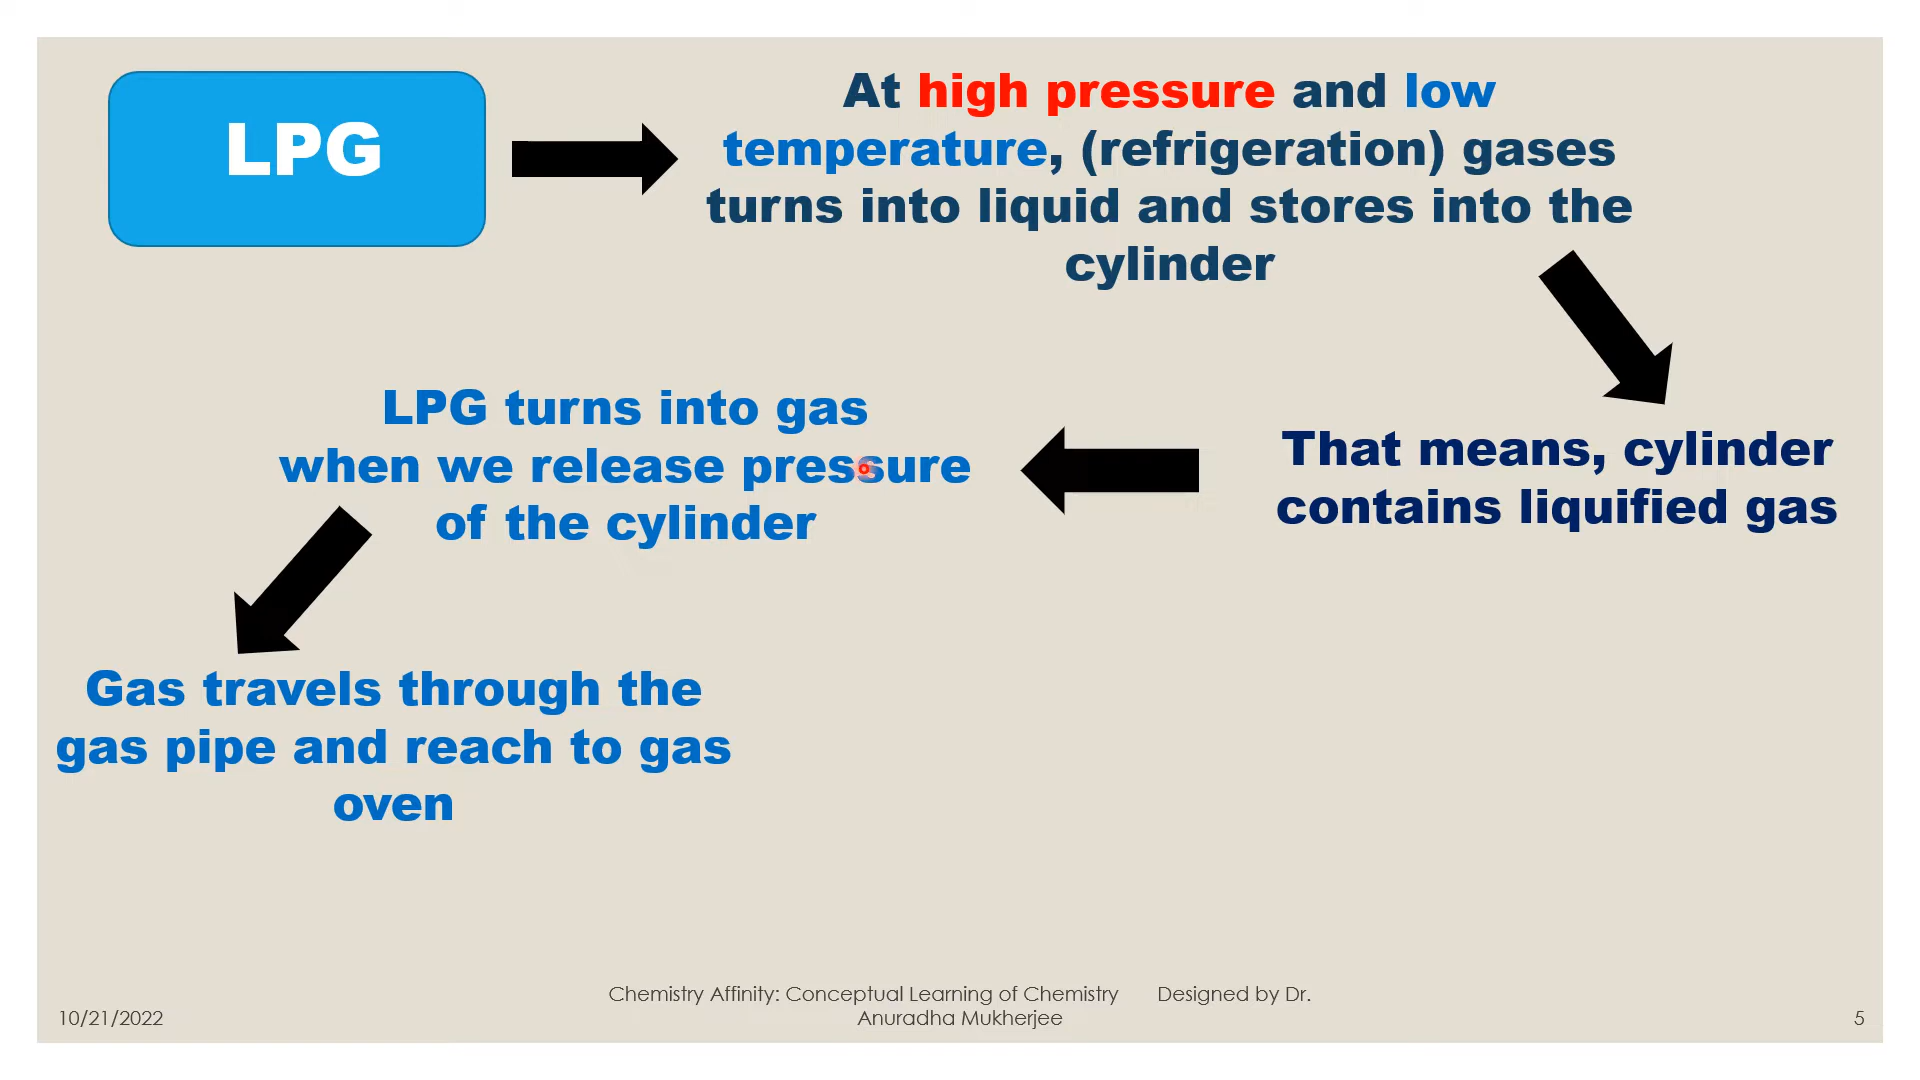 LPG
At high pressure and low
temperature, (refrigeration) gases
turns into liquid and stores into the
cylinder
That means, cylinder
contains liquified gas
LPG turns into gas
when we release pressure
of the cylinder
Gas travels through the
gas pipe and reach to gas
oven
10/21/2022
Chemistry Affinity: Conceptual Learning of Chemistry Designed by Dr.
Anuradha Mukherjee
5